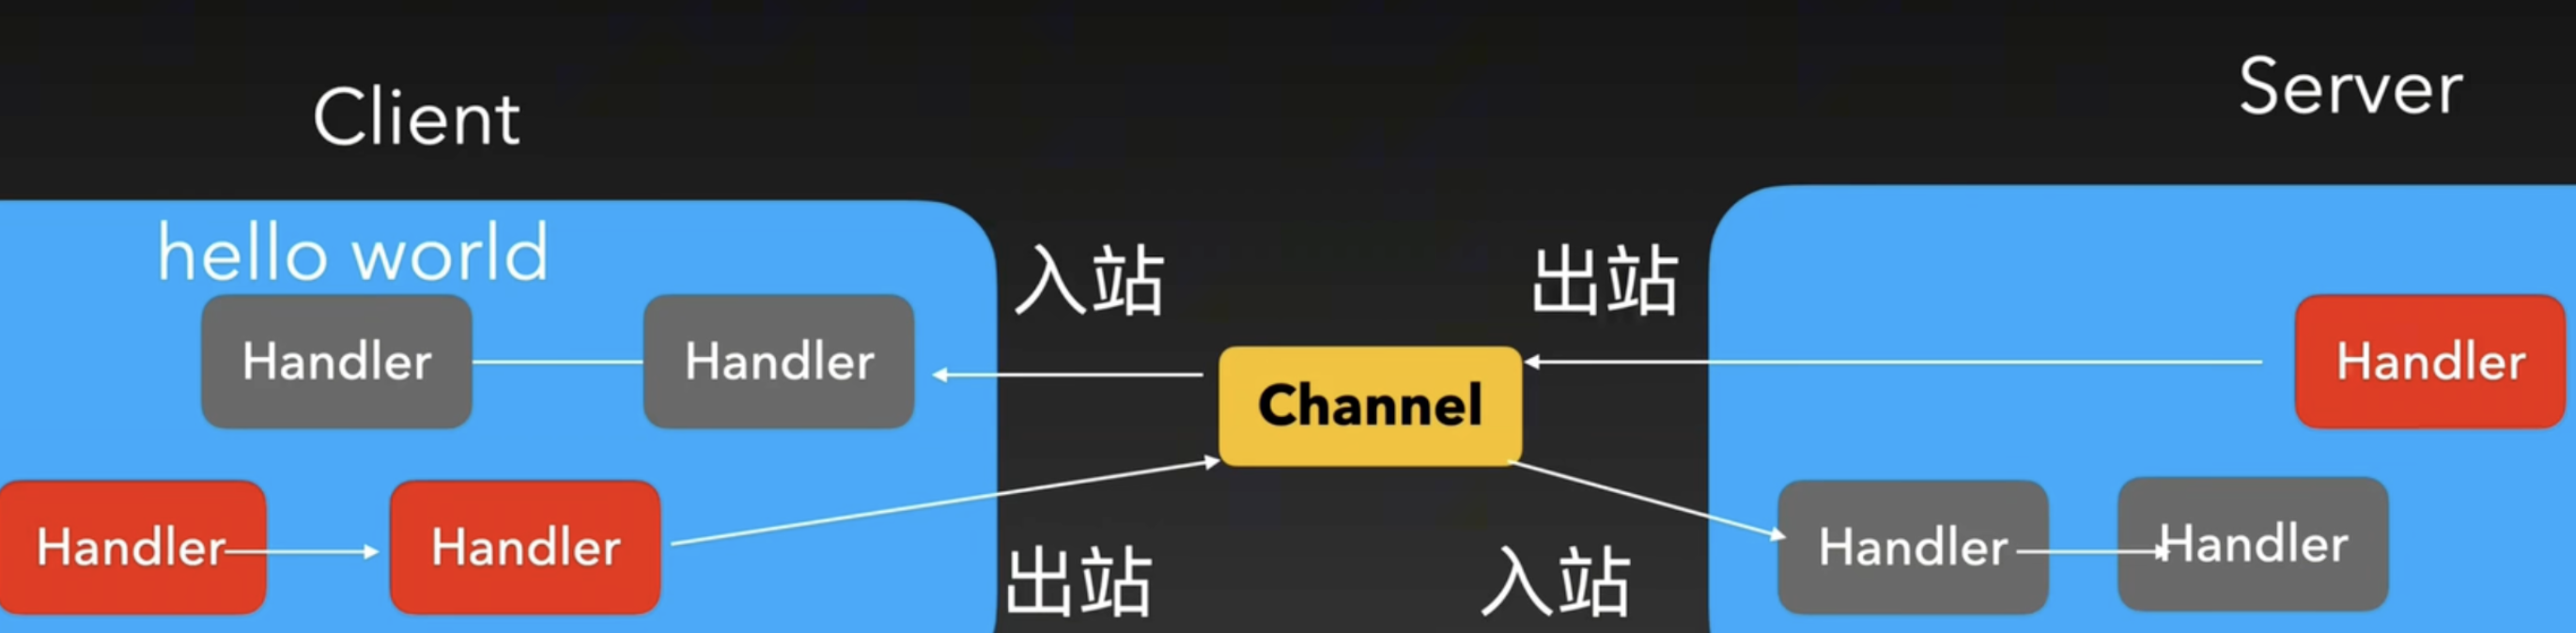 Client
Server
hello world
入站
出站
Handler
Handler
Channel
Handler
Handler
Handler
出站
入站
Handler
Handler